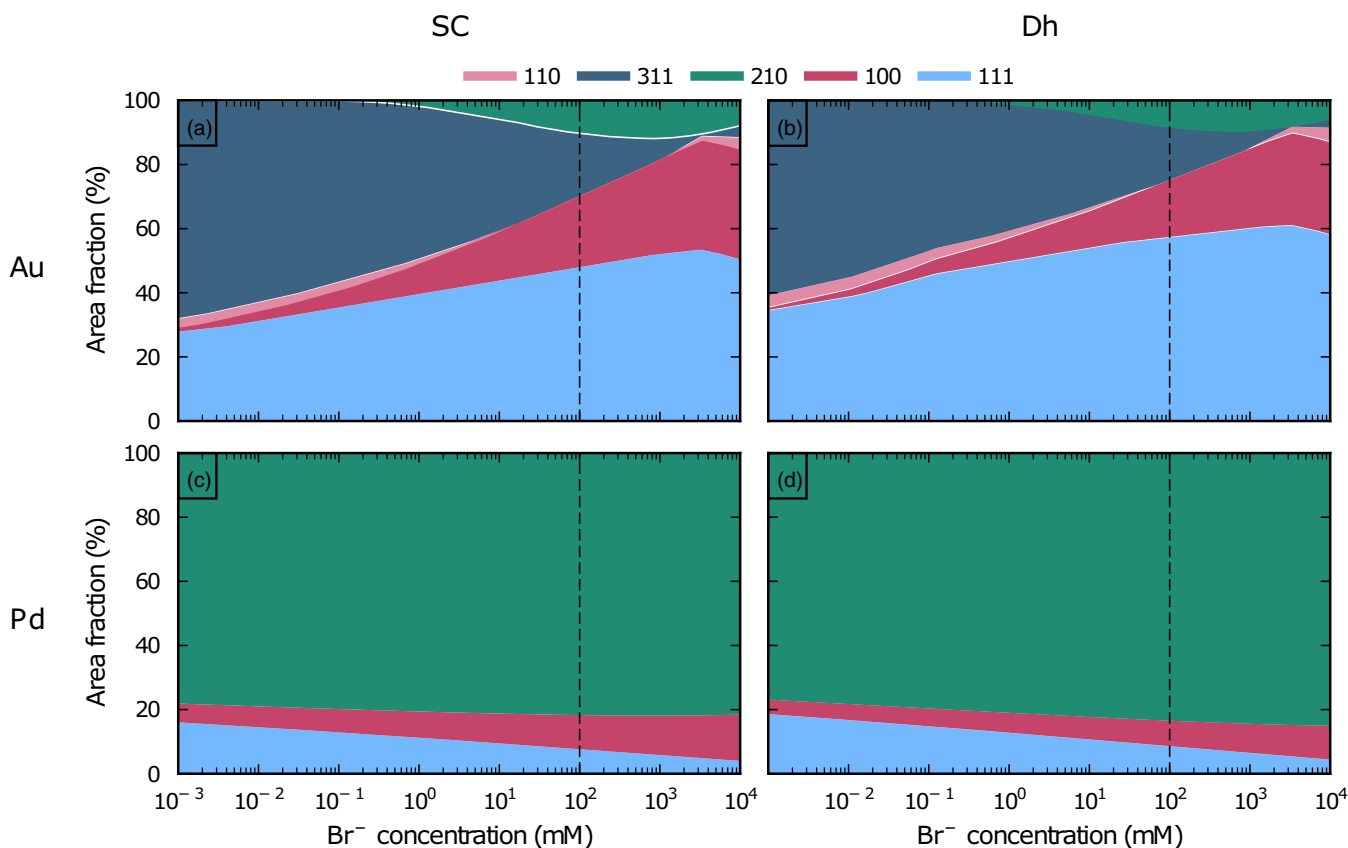 SC Dh
110 311 210 100 111
Au
Area fraction (%)
100
80
60
40
20
0
(a)
(b)
Pd
Area fraction (%)
100
80
60
40
20
0
(c)
(d)
10⁻³ 10⁻² 10⁻¹ 10⁰ 10¹ 10² 10³ 10⁴
10⁻² 10⁻¹ 10⁰ 10¹ 10² 10³ 10⁴
Br⁻ concentration (mM)
Br⁻ concentration (mM)